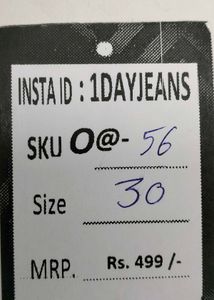 INSTA ID : 1DAYJEANS
SKU O@- 56
Size 30
MRP. Rs. 499 /-